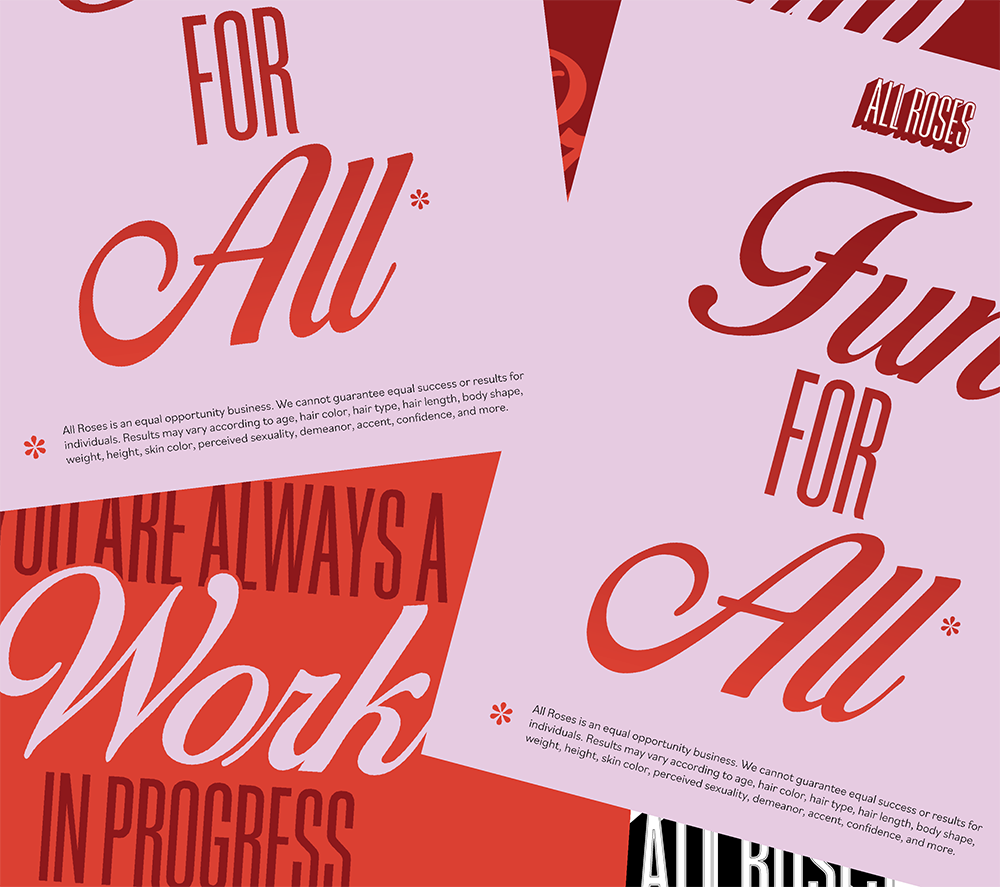 FOR
All*
* All Roses is an equal opportunity business. We cannot guarantee equal success or results for
individuals. Results may vary according to age, hair color, hair type, hair length, body shape,
weight, height, skin color, perceived sexuality, demeanor, accent, confidence, and more.
ALL ROSES
Fun
FOR
All*
* All Roses is an equal opportunity business. We cannot guarantee equal success or results for
individuals. Results may vary according to age, hair color, hair type, hair length, body shape,
weight, height, skin color, perceived sexuality, demeanor, accent, confidence, and more.
YOU ARE ALWAYS A
Work
IN PROGRESS
ALL ROSES